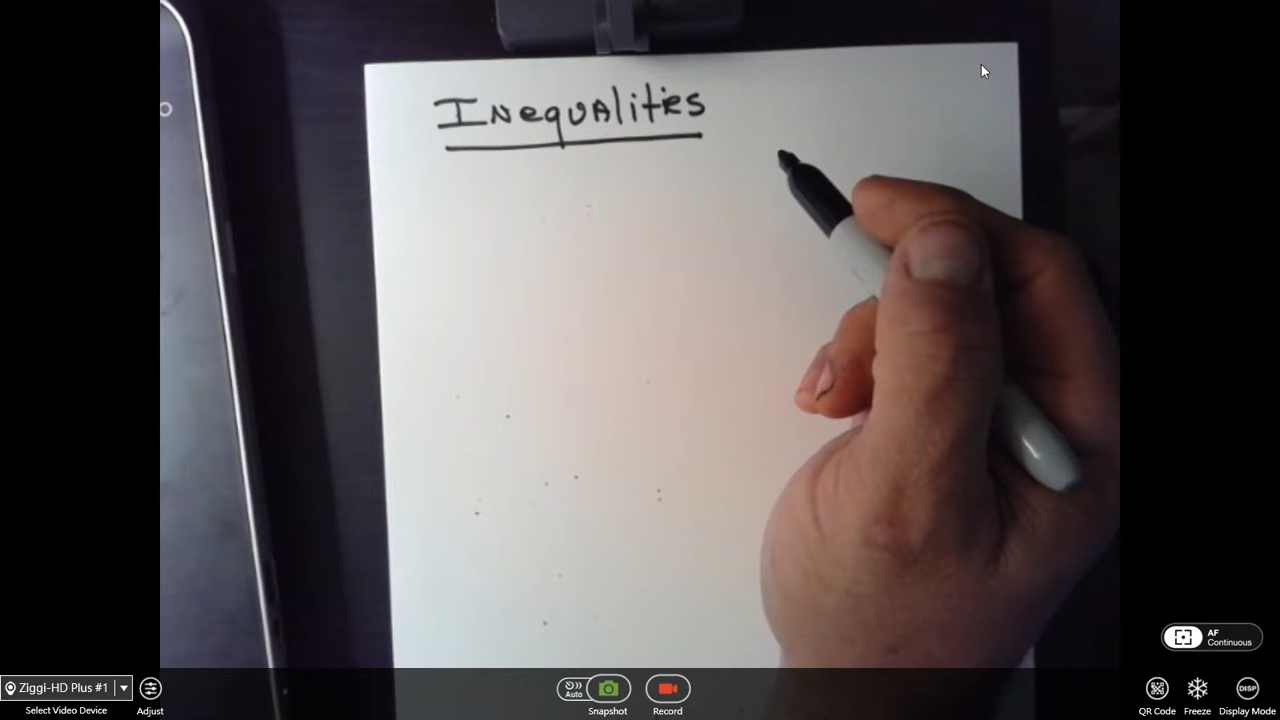 Inequalities
AF
Continuous
Ziggi-HD Plus #1
Select Video Device
Adjust
Auto
Snapshot
Record
QR Code
Freeze
DISP
Display Mode